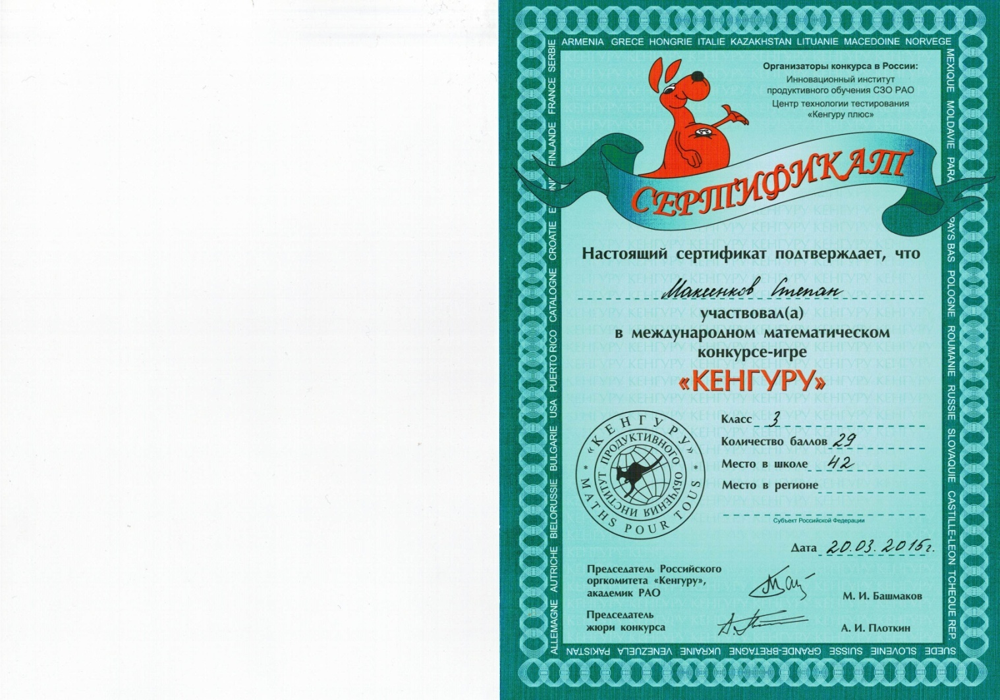 ARMENIA GRECE HONGRIE ITALIE KAZAKHSTAN LITUANIE MACEDOINE NORVEGE
Организаторы конкурса в России:
Инновационный институт
продуктивного обучения СЗО РАО
Центр технологии тестирования
«Кенгуру плюс»
СЕРТИФИКАТ
Настоящий сертификат подтверждает, что
Максенков Степан
участвовал(а)
в международном математическом
конкурсе-игре
«КЕНГУРУ»
Класс 3
Количество баллов 29
Место в школе 42
Место в регионе
Субъект Российской Федерации
Дата 20.03.2015г.
«КЕНГУРУ»
ИНСТИТУТ ПРОДУКТИВНОГО ОБУЧЕНИЯ
* MATHS POUR TOUS *
Председатель Российского
оргкомитета «Кенгуру»,
академик РАО
М. И. Башмаков
Председатель
жюри конкурса
А. И. Плоткин
MEXIQUE MOLDAVIE PARA
PAYS BAS POLOGNE ROUMANIE RUSSIE SLOVAQUIE CASTILLE-LEON TCHEQUE REP.
SUEDE SLOVENIE SUISSE GRANDE-BRETAGNE UKRAINE VENEZUELA PAKISTAN
ALLEMAGNE AUTRICHE BIELORUSSIE BULGARIE USA PUERTO RICO CATALOGNE CROATIE
FINLANDE FRANCE SERBIE